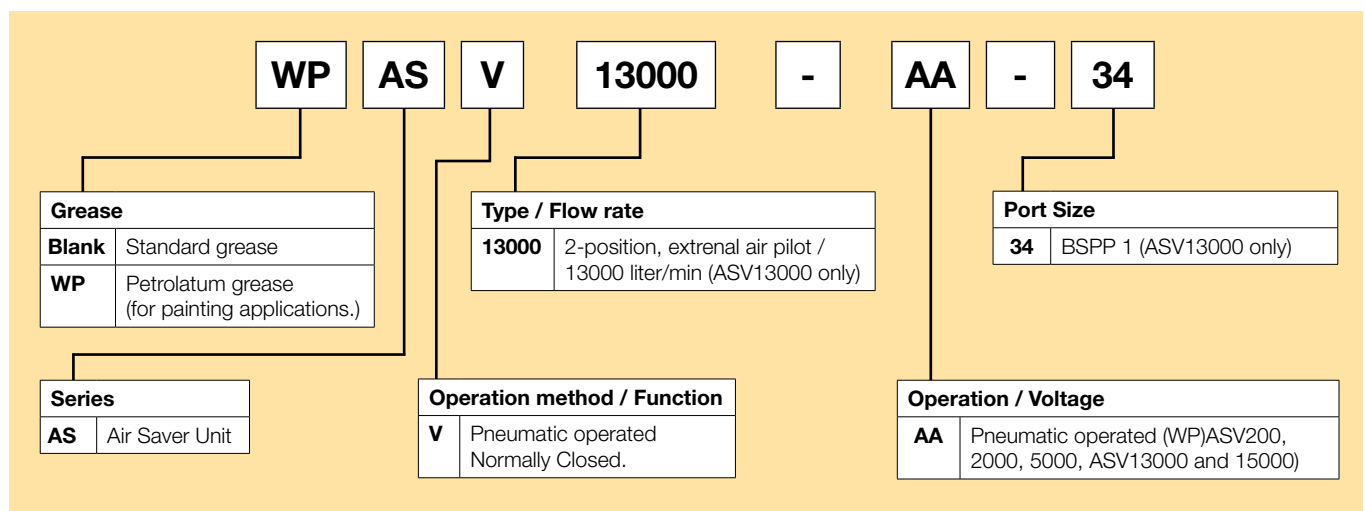 WP AS V 13000 - AA - 34
Grease
Blank Standard grease
WP Petrolatum grease
(for painting applications.)
Type / Flow rate
13000 2-position, extrenal air pilot /
13000 liter/min (ASV13000 only)
Port Size
34 BSPP 1 (ASV13000 only)
Series
AS Air Saver Unit
Operation method / Function
V Pneumatic operated
Normally Closed.
Operation / Voltage
AA Pneumatic operated (WP)ASV200,
2000, 5000, ASV13000 and 15000)